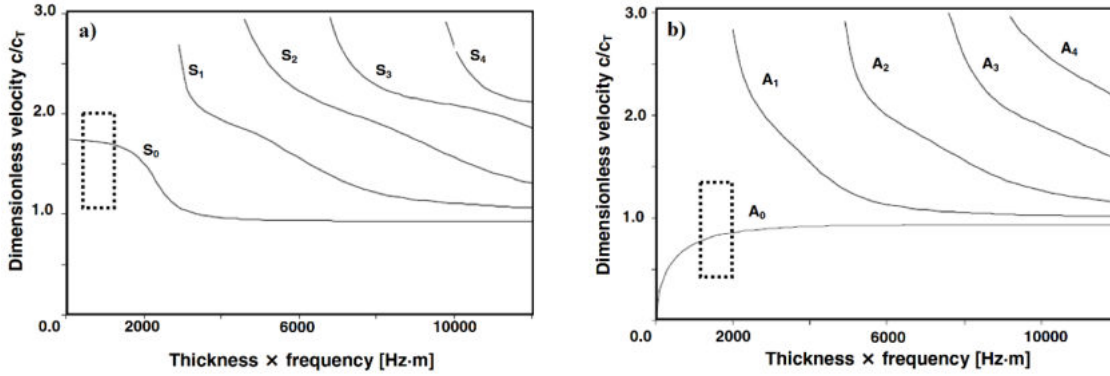 a)
Dimensionless velocity c/cT
3.0
2.0
1.0
0.0
S0
S1
S2
S3
S4
2000
6000
10000
Thickness × frequency [Hz·m]
b)
Dimensionless velocity c/cT
3.0
2.0
1.0
0.0
A0
A1
A2
A3
A4
2000
6000
10000
Thickness × frequency [Hz·m]